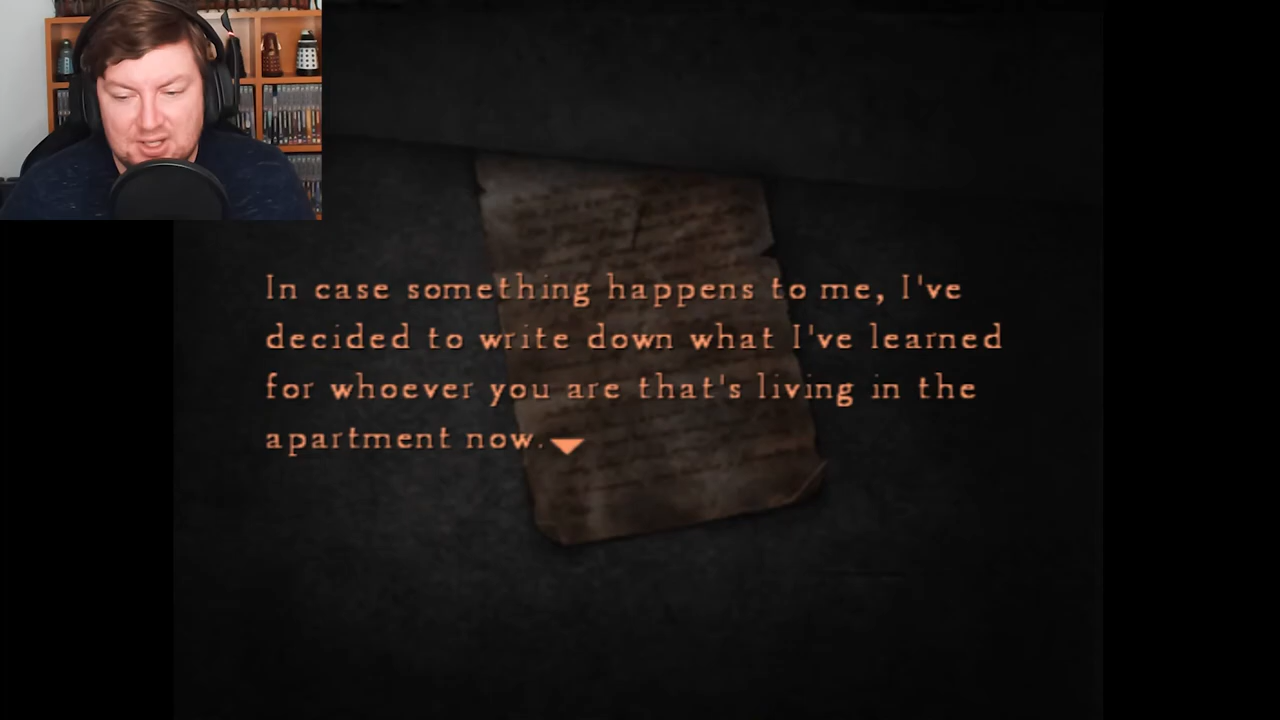 In case something happens to me, I've
decided to write down what I've learned
for whoever you are that's living in the
apartment now.